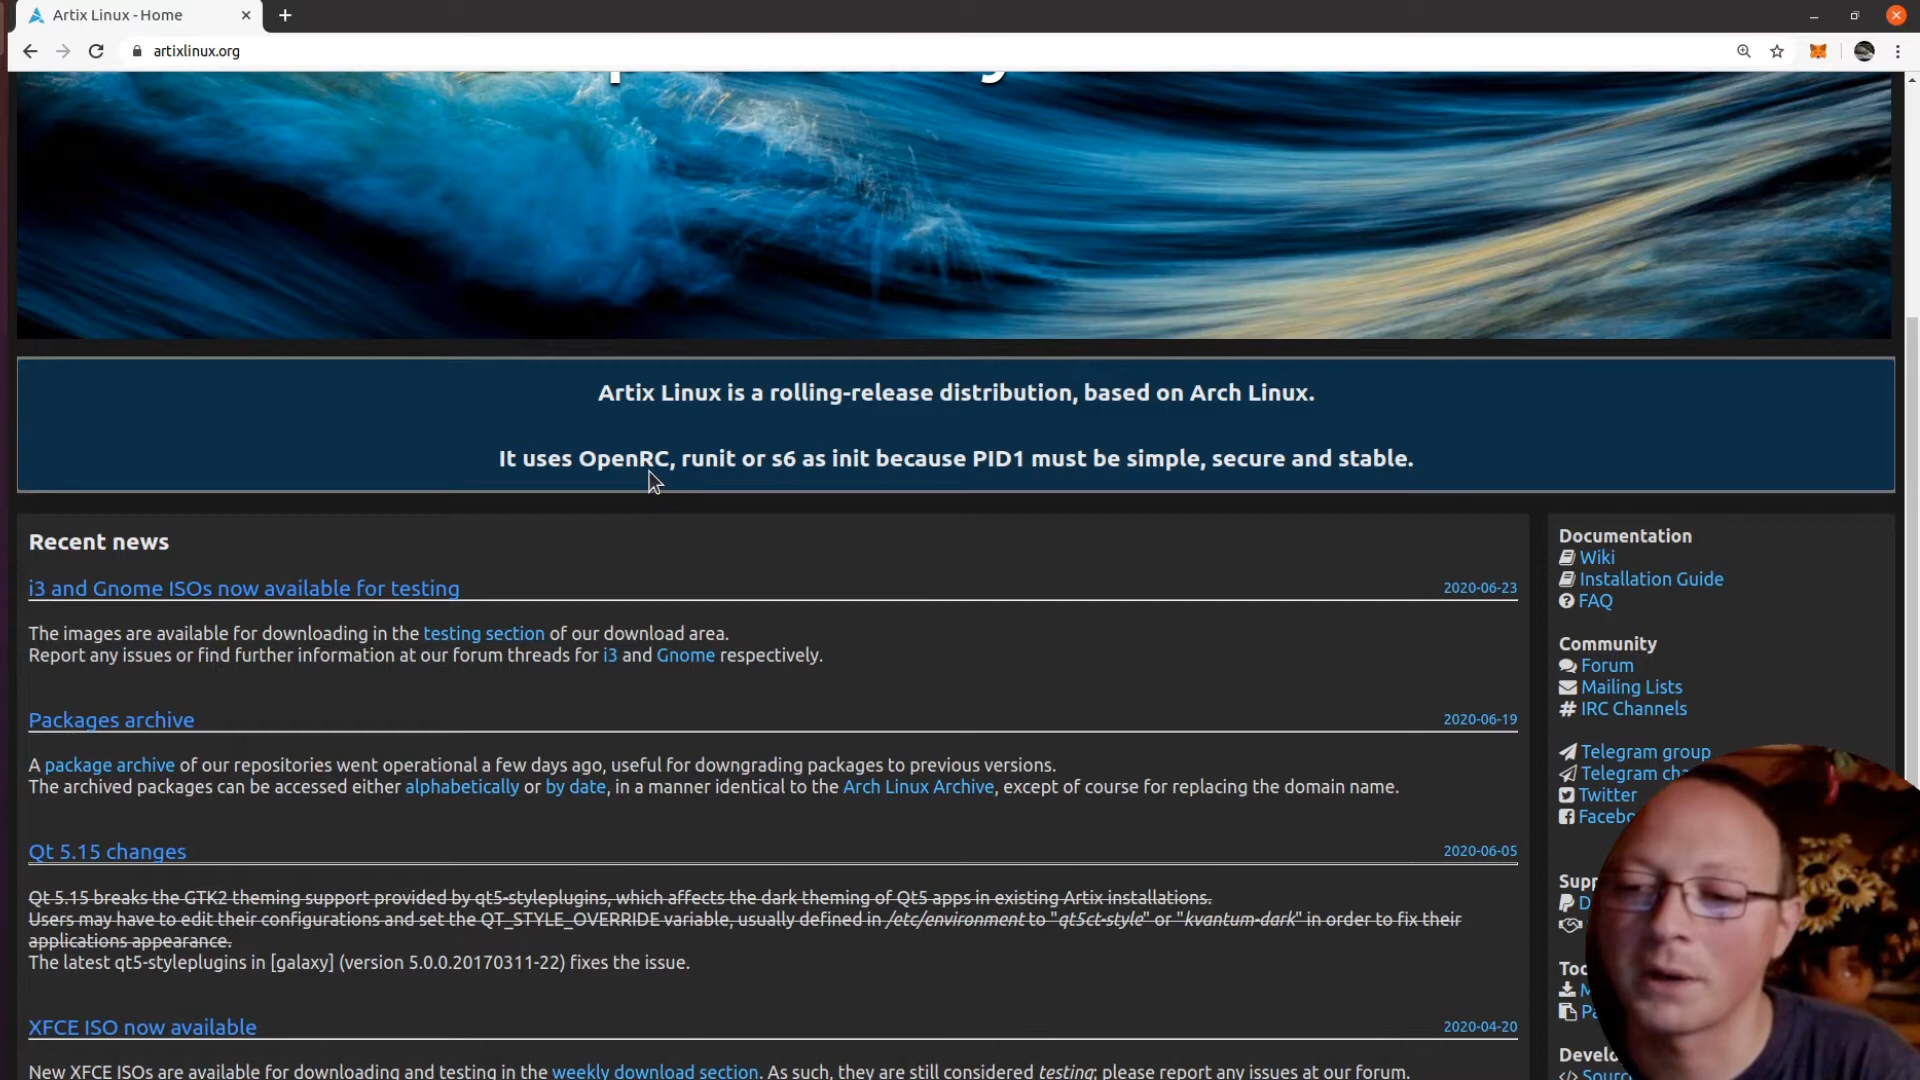 Artix Linux - Home
artixlinux.org
Artix Linux is a rolling-release distribution, based on Arch Linux.
It uses OpenRC, runit or s6 as init because PID1 must be simple, secure and stable.
Recent news
i3 and Gnome ISOs now available for testing
2020-06-23
The images are available for downloading in the testing section of our download area.
Report any issues or find further information at our forum threads for i3 and Gnome respectively.
Packages archive
2020-06-19
A package archive of our repositories went operational a few days ago, useful for downgrading packages to previous versions.
The archived packages can be accessed either alphabetically or by date, in a manner identical to the Arch Linux Archive, except of course for replacing the domain name.
Qt 5.15 changes
2020-06-05
Qt 5.15 breaks the GTK2 theming support provided by qt5-styleplugins, which affects the dark theming of Qt5 apps in existing Artix installations.
Users may have to edit their configurations and set the QT_STYLE_OVERRIDE variable, usually defined in /etc/environment to "qt5ct-style" or "kvantum-dark" in order to fix their
applications appearance.
The latest qt5-styleplugins in [galaxy] (version 5.0.0.20170311-22) fixes the issue.
XFCE ISO now available
2020-04-20
New XFCE ISOs are available for downloading and testing in the weekly download section. As such, they are still considered testing; please report any issues at our forum.
Documentation
Wiki
Installation Guide
FAQ
Community
Forum
Mailing Lists
# IRC Channels
Telegram group
Telegram cha
Twitter
Facebo
Supp
D
Too
M
Pa
Develo
</> Sourc